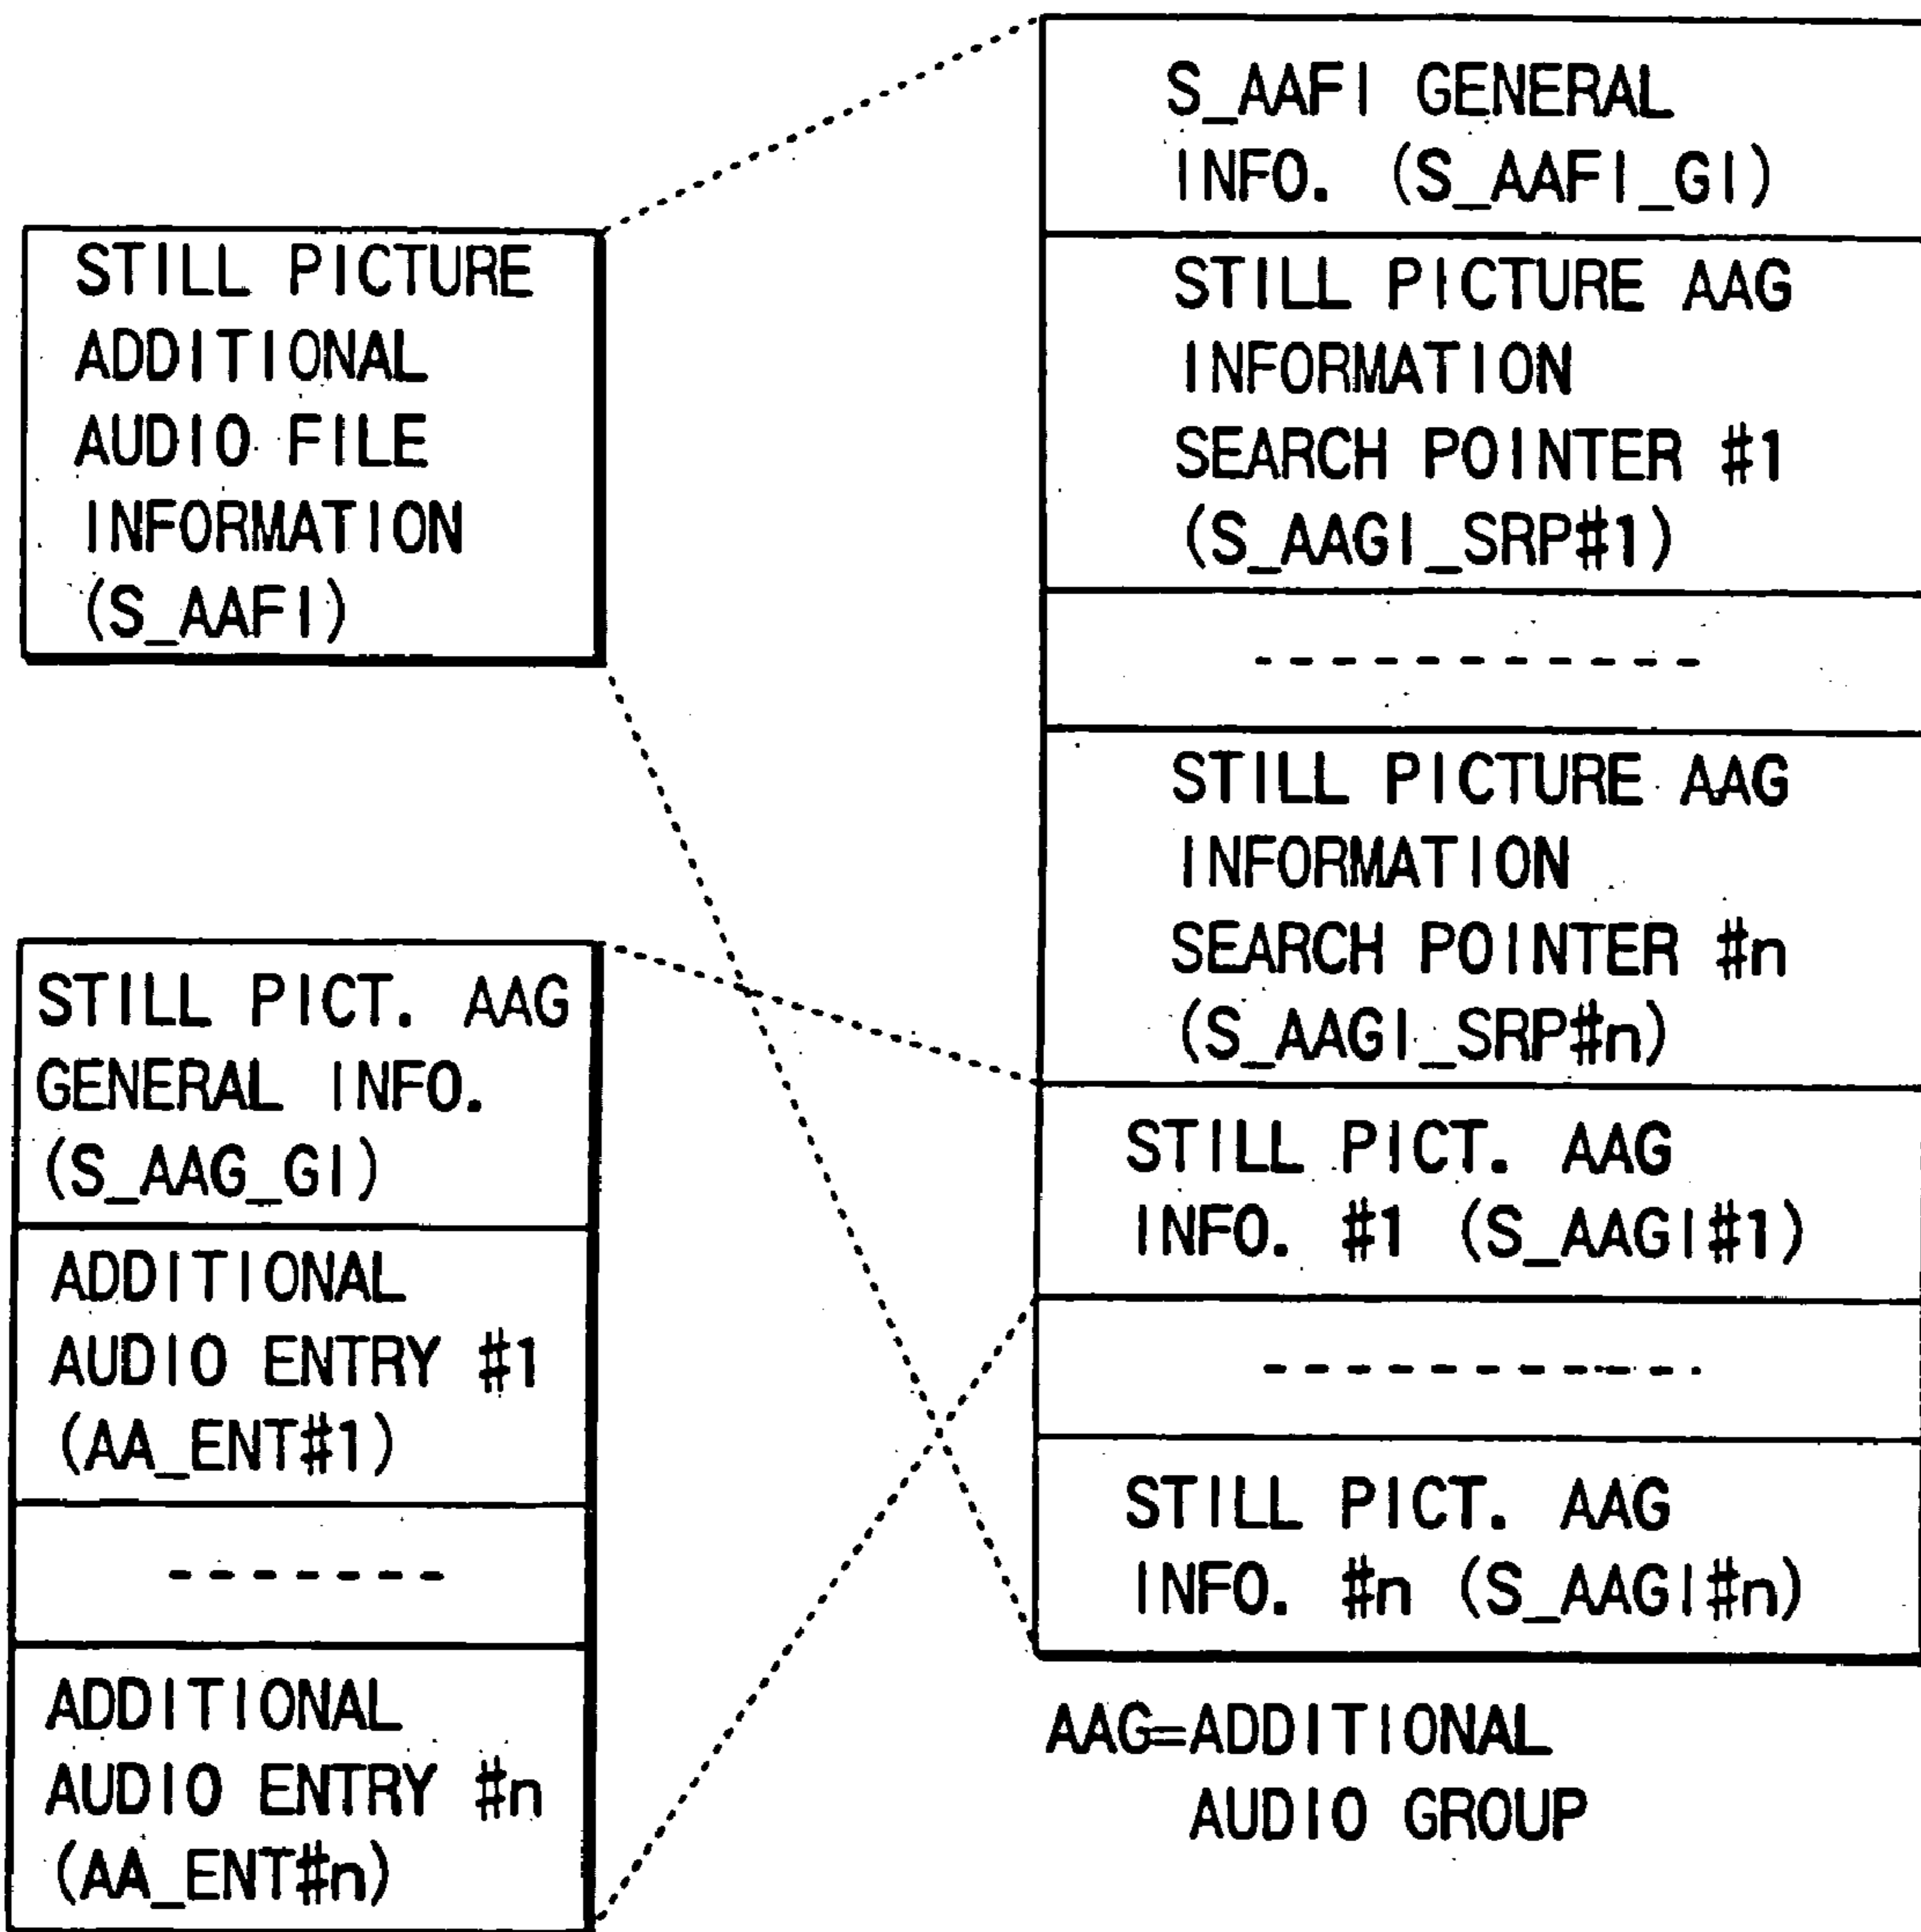 STILL PICTURE
ADDITIONAL
AUDIO FILE
INFORMATION
(S_AAFI)
STILL PICT. AAG
GENERAL INFO.
(S_AAG_GI)
ADDITIONAL
AUDIO ENTRY #1
(AA_ENT#1)
-------
ADDITIONAL
AUDIO ENTRY #n
(AA_ENT#n)
S_AAFI GENERAL
INFO. (S_AAFI_GI)
STILL PICTURE AAG
INFORMATION
SEARCH POINTER #1
(S_AAGI_SRP#1)
-----------
STILL PICTURE AAG
INFORMATION
SEARCH POINTER #n
(S_AAGI_SRP#n)
STILL PICT. AAG
INFO. #1 (S_AAGI#1)
-----------
STILL PICT. AAG
INFO. #n (S_AAGI#n)
AAG=ADDITIONAL
AUDIO GROUP